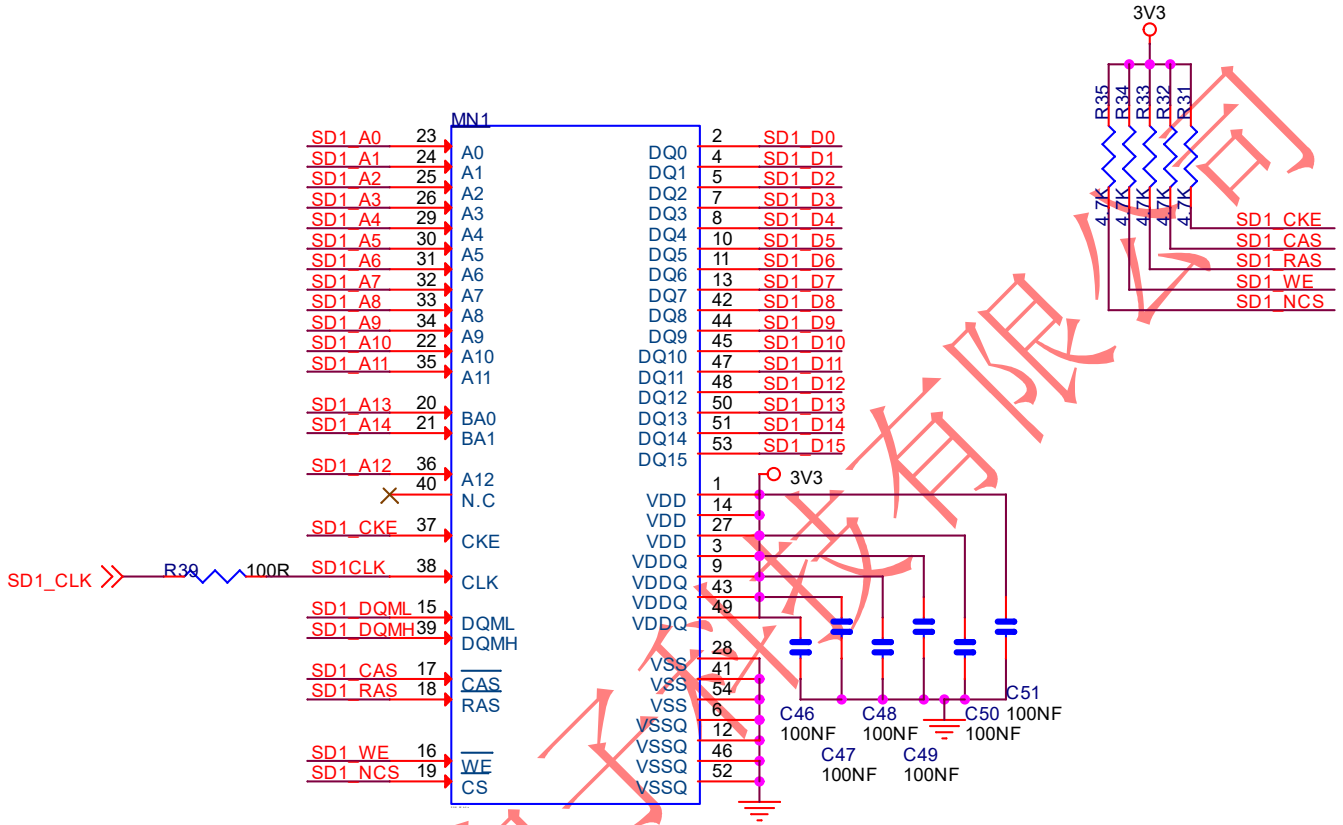 3V3
R35 R34 R33 R32 R31
4.7K 4.7K 4.7K 4.7K 4.7K
SD1_CKE
SD1_CAS
SD1_RAS
SD1_WE
SD1_NCS
MN1
SD1_A0 23 A0 DQ0 2 SD1_D0
SD1_A1 24 A1 DQ1 4 SD1_D1
SD1_A2 25 A2 DQ2 5 SD1_D2
SD1_A3 26 A3 DQ3 7 SD1_D3
SD1_A4 29 A4 DQ4 8 SD1_D4
SD1_A5 30 A5 DQ5 10 SD1_D5
SD1_A6 31 A6 DQ6 11 SD1_D6
SD1_A7 32 A7 DQ7 13 SD1_D7
SD1_A8 33 A8 DQ8 42 SD1_D8
SD1_A9 34 A9 DQ9 44 SD1_D9
SD1_A10 22 A10 DQ10 45 SD1_D10
SD1_A11 35 A11 DQ11 47 SD1_D11
DQ12 48 SD1_D12
SD1_A13 20 BA0 DQ13 50 SD1_D13
SD1_A14 21 BA1 DQ14 51 SD1_D14
DQ15 53 SD1_D15
SD1_A12 36 A12 3V3
40 N.C VDD 1
VDD 14
SD1_CKE 37 CKE VDD 27
VDDQ 3
SD1_CLK R39 100R SD1CLK 38 CLK VDDQ 9
VDDQ 43
SD1_DQML 15 DQML VDDQ 49
SD1_DQMH 39 DQMH
VSS 28
SD1_CAS 17 CAS VSS 41
SD1_RAS 18 RAS VSS 54
VSSQ 6
VSSQ 12
SD1_WE 16 WE VSSQ 46
SD1_NCS 19 CS VSSQ 52
C51
100NF
C46 C48 C50
100NF 100NF 100NF
C47 C49
100NF 100NF
子科技有限公司